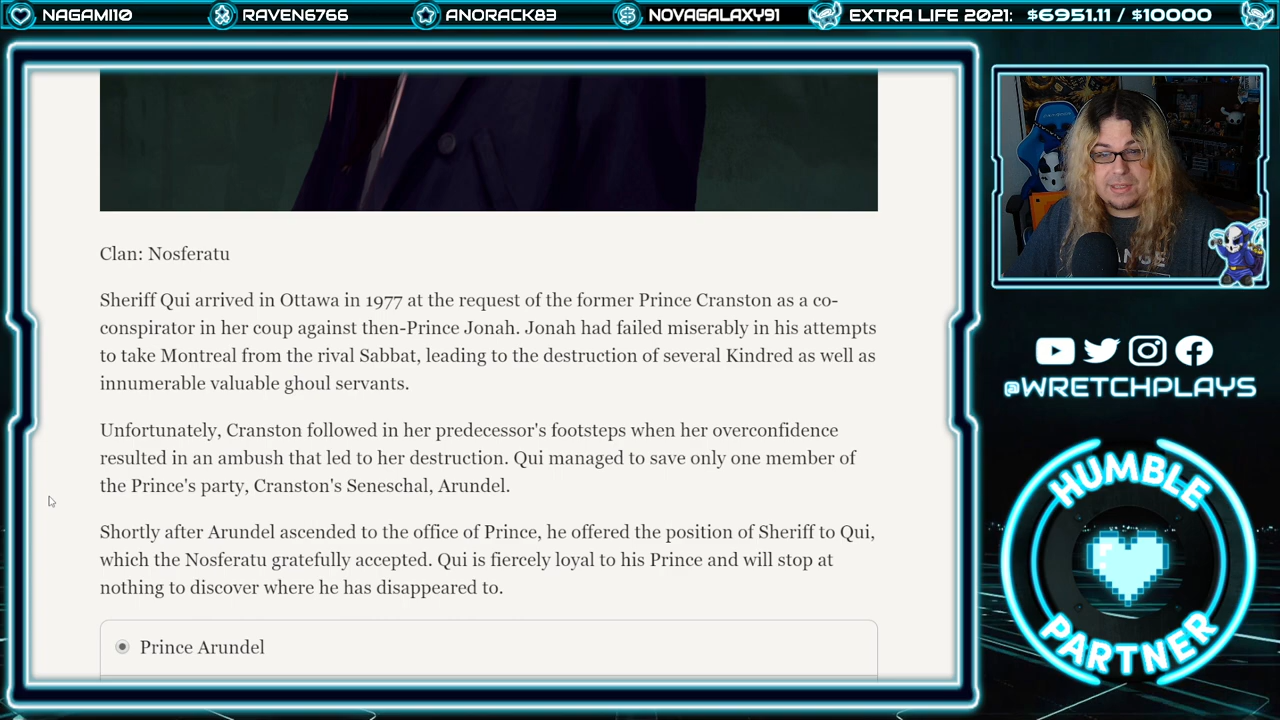 NAGAMI10
RAVEN6766
ANORACK83
NOVAGALAXY91
EXTRA LIFE 2021: $6951.11 / $10000
Clan: Nosferatu
Sheriff Qui arrived in Ottawa in 1977 at the request of the former Prince Cranston as a co-
conspirator in her coup against then-Prince Jonah. Jonah had failed miserably in his attempts
to take Montreal from the rival Sabbat, leading to the destruction of several Kindred as well as
innumerable valuable ghoul servants.
Unfortunately, Cranston followed in her predecessor's footsteps when her overconfidence
resulted in an ambush that led to her destruction. Qui managed to save only one member of
the Prince's party, Cranston's Seneschal, Arundel.
Shortly after Arundel ascended to the office of Prince, he offered the position of Sheriff to Qui,
which the Nosferatu gratefully accepted. Qui is fiercely loyal to his Prince and will stop at
nothing to discover where he has disappeared to.
Prince Arundel
@WRETCHPLAYS
HUMBLE
PARTNER